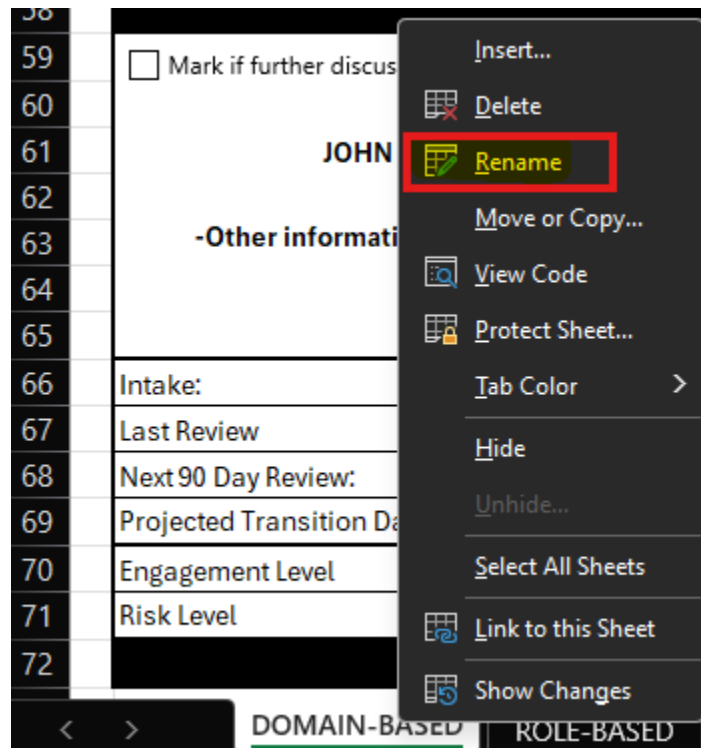 58
59 Mark if further discus
60
61 JOHN
62
63 -Other informati
64
65
66 Intake:
67 Last Review
68 Next 90 Day Review:
69 Projected Transition Da
70 Engagement Level
71 Risk Level
72
Insert...
Delete
Rename
Move or Copy...
View Code
Protect Sheet...
Tab Color >
Hide
Unhide...
Select All Sheets
Link to this Sheet
Show Changes
< > DOMAIN-BASED ROLE-BASED